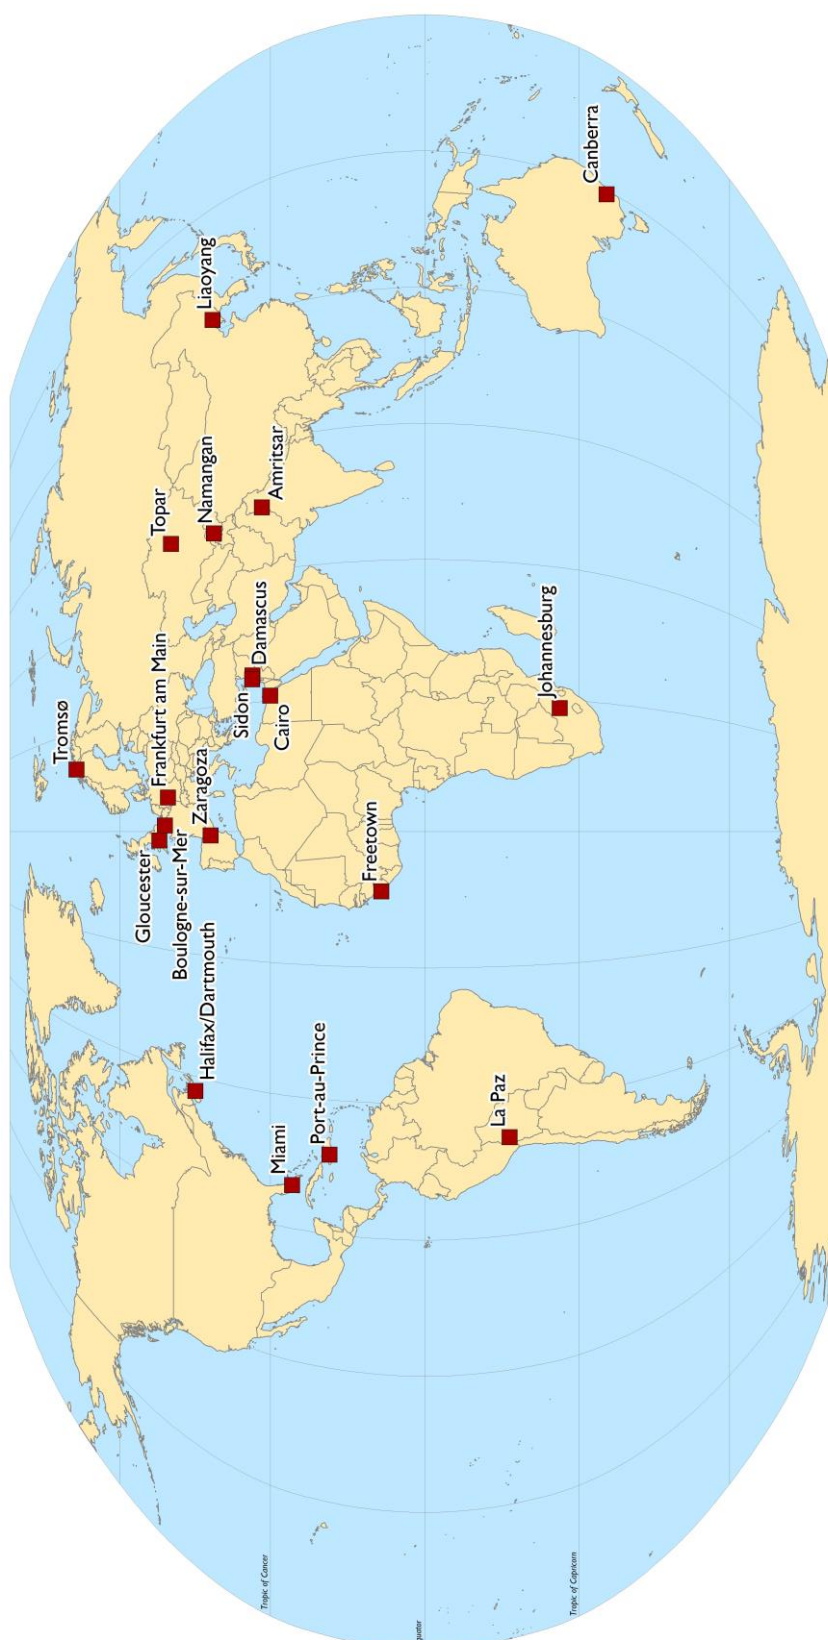 Tromsø
Gloucester
Boulogne-sur-Mer
Frankfurt am Main
Zaragoza
Topar
Namangan
Liaoyang
Halifax/Dartmouth
Sidon
Damascus
Cairo
Amritsar
Miami
Port-au-Prince
Freetown
La Paz
Johannesburg
Canberra
Tropic of Cancer
Tropic of Capricorn